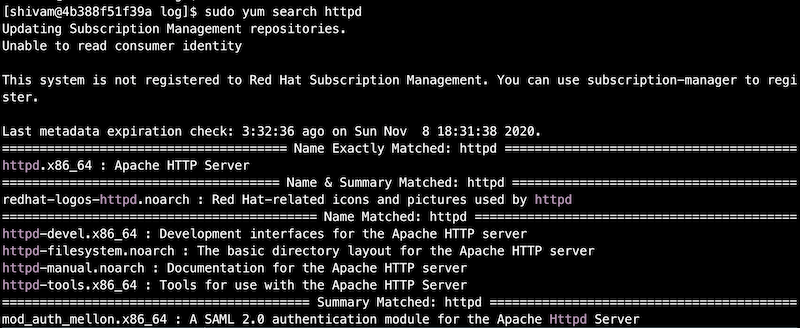 [shivam@4b388f51f39a log]$ sudo yum search httpd
Updating Subscription Management repositories.
Unable to read consumer identity
This system is not registered to Red Hat Subscription Management. You can use subscription-manager to regi
ster.
Last metadata expiration check: 3:32:36 ago on Sun Nov  8 18:31:38 2020.
===================================== Name Exactly Matched: httpd ======================================
httpd.x86_64 : Apache HTTP Server
==================================== Name & Summary Matched: httpd =====================================
redhat-logos-httpd.noarch : Red Hat-related icons and pictures used by httpd
========================================= Name Matched: httpd ==========================================
httpd-devel.x86_64 : Development interfaces for the Apache HTTP server
httpd-filesystem.noarch : The basic directory layout for the Apache HTTP server
httpd-manual.noarch : Documentation for the Apache HTTP server
httpd-tools.x86_64 : Tools for use with the Apache HTTP Server
======================================== Summary Matched: httpd ========================================
mod_auth_mellon.x86_64 : A SAML 2.0 authentication module for the Apache Httpd Server